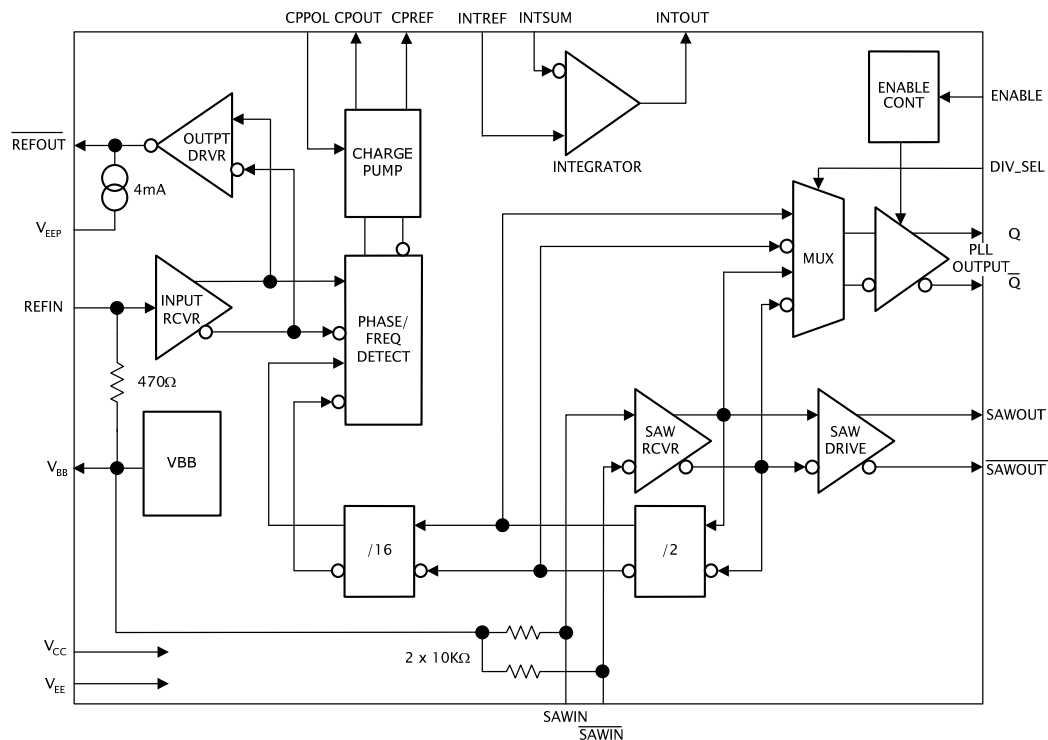 CPPOL CPOUT CPREF INTREF INTSUM INTOUT
ENABLE
CONT
ENABLE
REFOUT
OUTPT
DRVR
CHARGE
PUMP
INTEGRATOR
DIV_SEL
4mA
VEEP
MUX
Q
PLL
OUTPUT
Q
REFIN
INPUT
RCVR
PHASE/
FREQ
DETECT
470Ω
SAW
RCVR
SAW
DRIVE
SAWOUT
VBB
VBB
SAWOUT
/16
/2
VCC
2 x 10KΩ
VEE
SAWIN
SAWIN